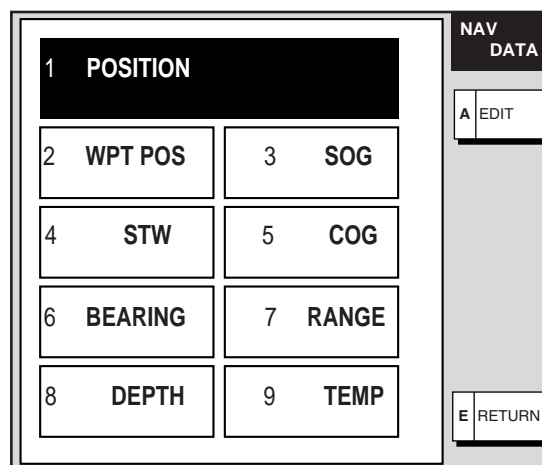 1 POSITION
2 WPT POS
3 SOG
4 STW
5 COG
6 BEARING
7 RANGE
8 DEPTH
9 TEMP
NAV
DATA
A EDIT
E RETURN